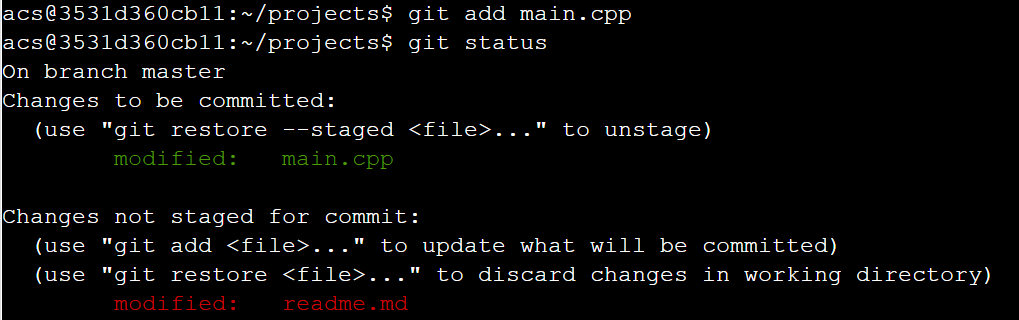 acs@3531d360cb11:~/projects$ git add main.cpp
acs@3531d360cb11:~/projects$ git status
On branch master
Changes to be committed:
  (use "git restore --staged <file>..." to unstage)
        modified:   main.cpp

Changes not staged for commit:
  (use "git add <file>..." to update what will be committed)
  (use "git restore <file>..." to discard changes in working directory)
        modified:   readme.md